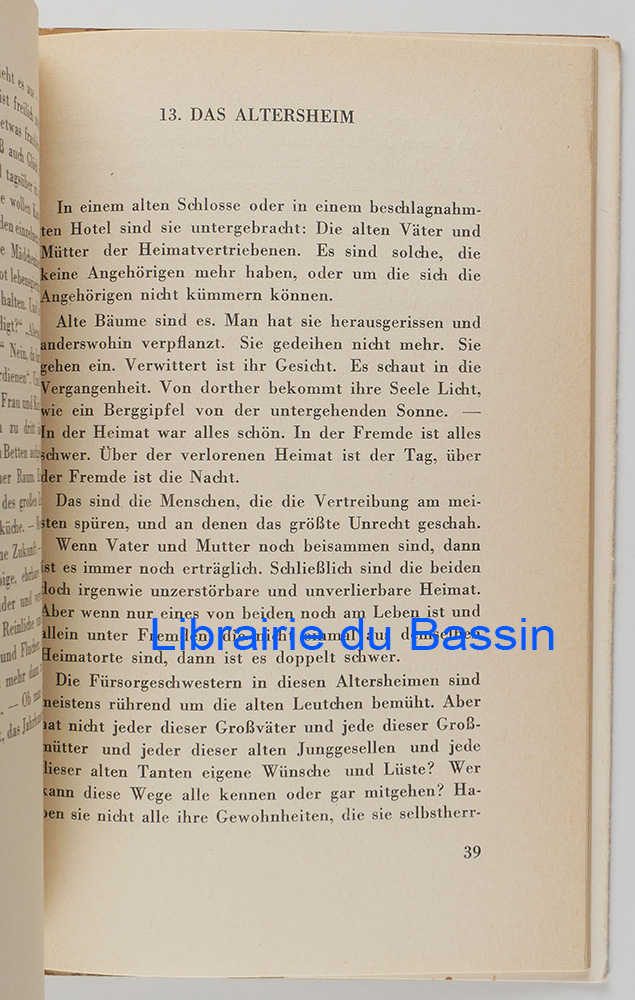 13. DAS ALTERSHEIM
In einem alten Schlosse oder in einem beschlagnahm-
ten Hotel sind sie untergebracht: Die alten Väter und
Mütter der Heimatvertriebenen. Es sind solche, die
keine Angehörigen mehr haben, oder um die sich die
Angehörigen nicht kümmern können.
Alte Bäume sind es. Man hat sie herausgerissen und
anderswohin verpflanzt. Sie gedeihen nicht mehr. Sie
gehen ein. Verwittert ist ihr Gesicht. Es schaut in die
Vergangenheit. Von dorther bekommt ihre Seele Licht,
wie ein Berggipfel von der untergehenden Sonne. —
In der Heimat war alles schön. In der Fremde ist alles
schwer. Über der verlorenen Heimat ist der Tag, über
der Fremde ist die Nacht.
Das sind die Menschen, die die Vertreibung am mei-
sten spüren, und an denen das größte Unrecht geschah.
Wenn Vater und Mutter noch beisammen sind, dann
ist es immer noch erträglich. Schließlich sind die beiden
doch irgenwie unzerstörbare und unverlierbare Heimat.
Aber wenn nur eines von beiden noch am Leben ist und
allein unter Fremden, die nicht einmal aus demselben
Heimatorte sind, dann ist es doppelt schwer.
Die Fürsorgeschwestern in diesen Altersheimen sind
meistens rührend um die alten Leutchen bemüht. Aber
hat nicht jeder dieser Großväter und jede dieser Groß-
mütter und jeder dieser alten Junggesellen und jede
dieser alten Tanten eigene Wünsche und Lüste? Wer
kann diese Wege alle kennen oder gar mitgehen? Ha-
ben sie nicht alle ihre Gewohnheiten, die sie selbstherr-
39
Librairie du Bassin